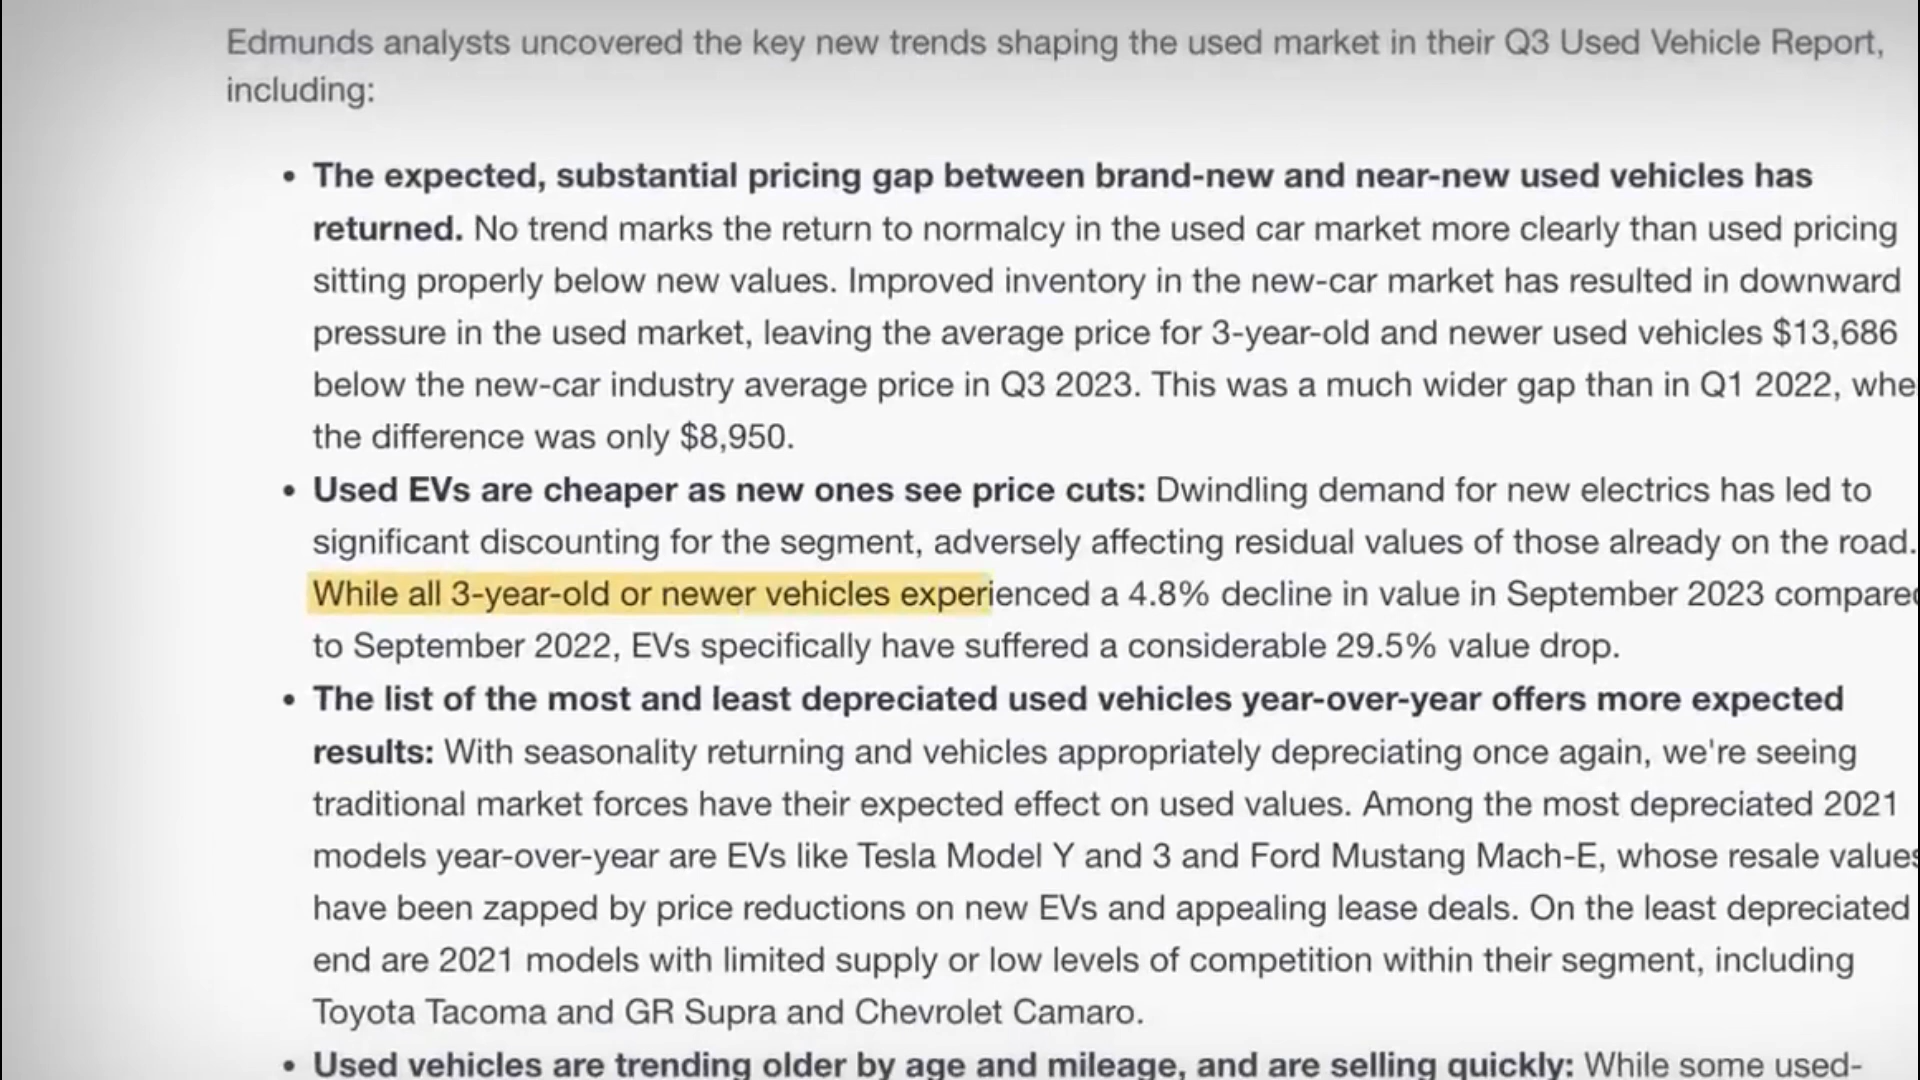 Edmunds analysts uncovered the key new trends shaping the used market in their Q3 Used Vehicle Report,
including:
• The expected, substantial pricing gap between brand-new and near-new used vehicles has
returned. No trend marks the return to normalcy in the used car market more clearly than used pricing
sitting properly below new values. Improved inventory in the new-car market has resulted in downward
pressure in the used market, leaving the average price for 3-year-old and newer used vehicles $13,686
below the new-car industry average price in Q3 2023. This was a much wider gap than in Q1 2022, whe
the difference was only $8,950.
• Used EVs are cheaper as new ones see price cuts: Dwindling demand for new electrics has led to
significant discounting for the segment, adversely affecting residual values of those already on the road.
While all 3-year-old or newer vehicles experienced a 4.8% decline in value in September 2023 compare
to September 2022, EVs specifically have suffered a considerable 29.5% value drop.
• The list of the most and least depreciated used vehicles year-over-year offers more expected
results: With seasonality returning and vehicles appropriately depreciating once again, we're seeing
traditional market forces have their expected effect on used values. Among the most depreciated 2021
models year-over-year are EVs like Tesla Model Y and 3 and Ford Mustang Mach-E, whose resale values
have been zapped by price reductions on new EVs and appealing lease deals. On the least depreciated
end are 2021 models with limited supply or low levels of competition within their segment, including
Toyota Tacoma and GR Supra and Chevrolet Camaro.
• Used vehicles are trending older by age and mileage, and are selling quickly: While some used-